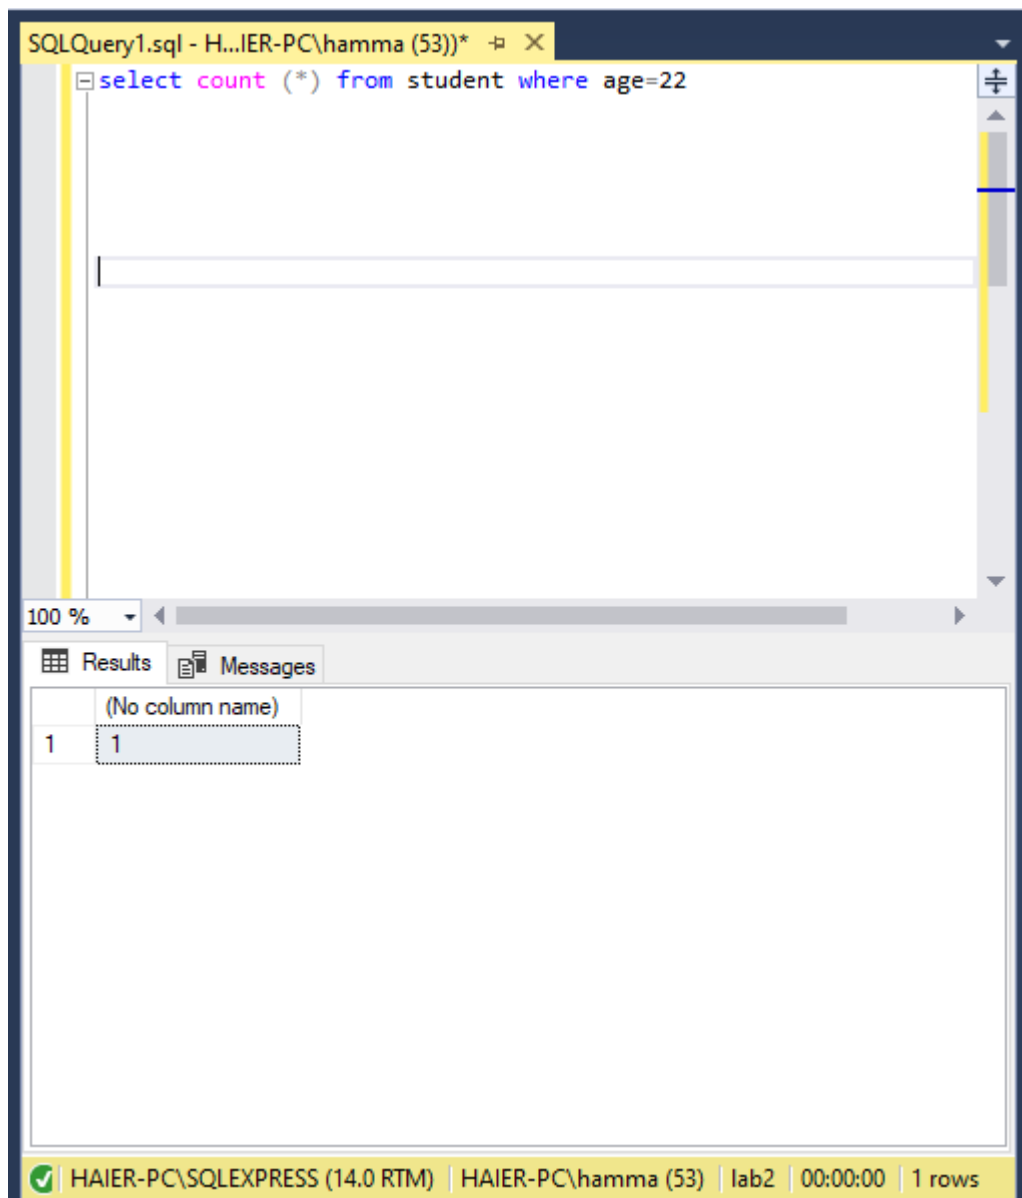 SQLQuery1.sql - H...IER-PC\hamma (53))*
select count (*) from student where age=22
100 %
Results Messages
(No column name)
1 1
HAIER-PC\SQLEXPRESS (14.0 RTM) HAIER-PC\hamma (53) lab2 00:00:00 1 rows